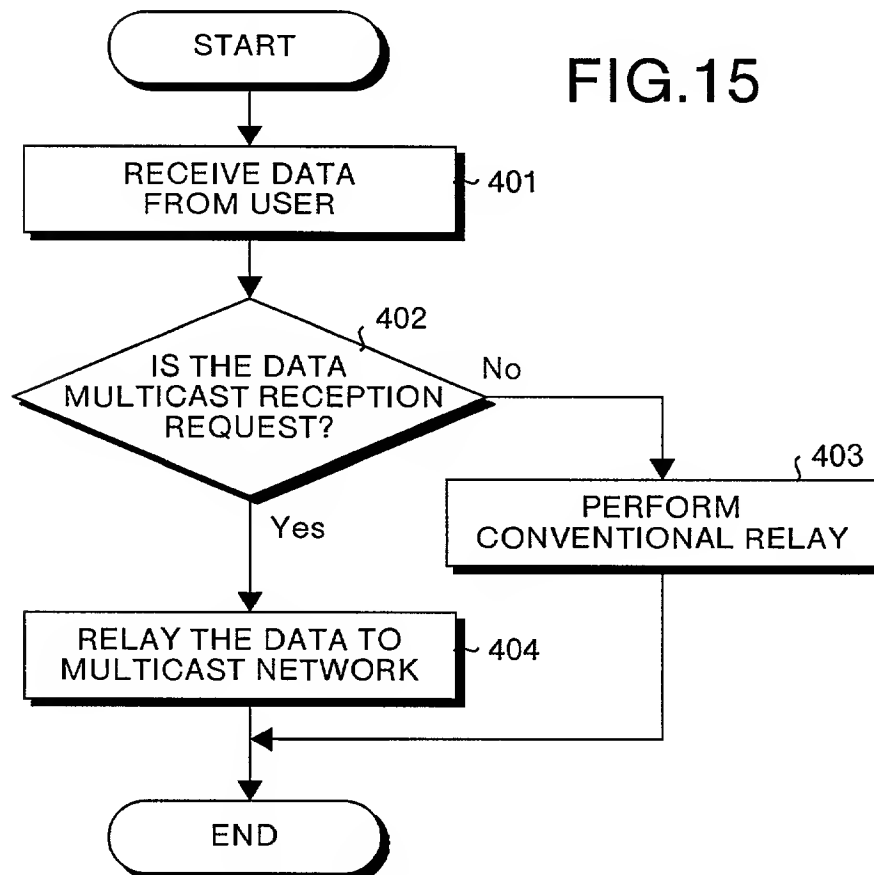 START
FIG.15
RECEIVE DATA
FROM USER
401
402
IS THE DATA
MULTICAST RECEPTION
REQUEST?
No
403
PERFORM
CONVENTIONAL RELAY
Yes
RELAY THE DATA TO
MULTICAST NETWORK
404
END